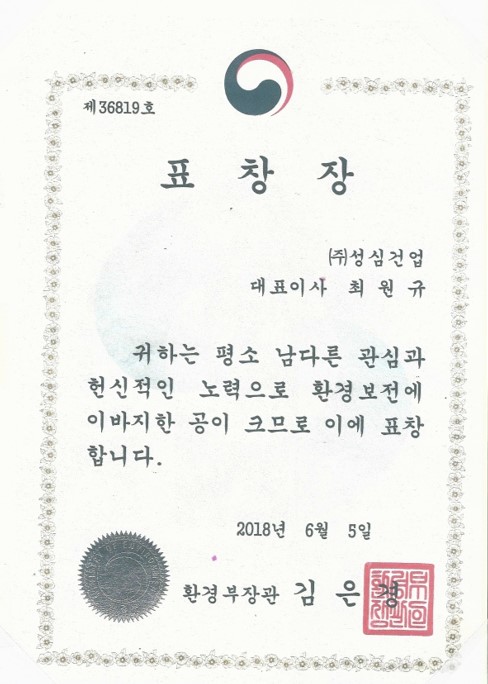 제36819호
표 창 장
(주)성심건업
대표이사 최 원 규
귀하는 평소 남다른 관심과
헌신적인 노력으로 환경보전에
이바지한 공이 크므로 이에 표창
합니다.
2018년 6월 5일
환경부장관 김 은 경